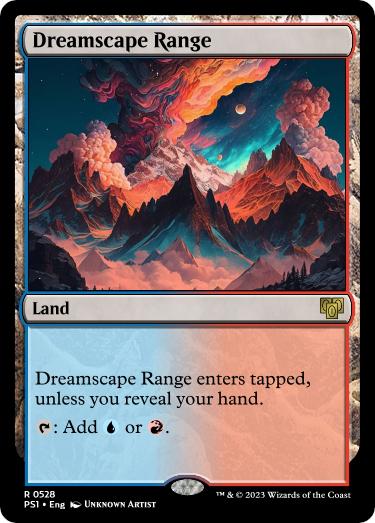 Dreamscape Range
Land
Dreamscape Range enters tapped,
unless you reveal your hand.
: Add or .
R 0528
PS1 • Eng Unknown Artist
™ & © 2023 Wizards of the Coast